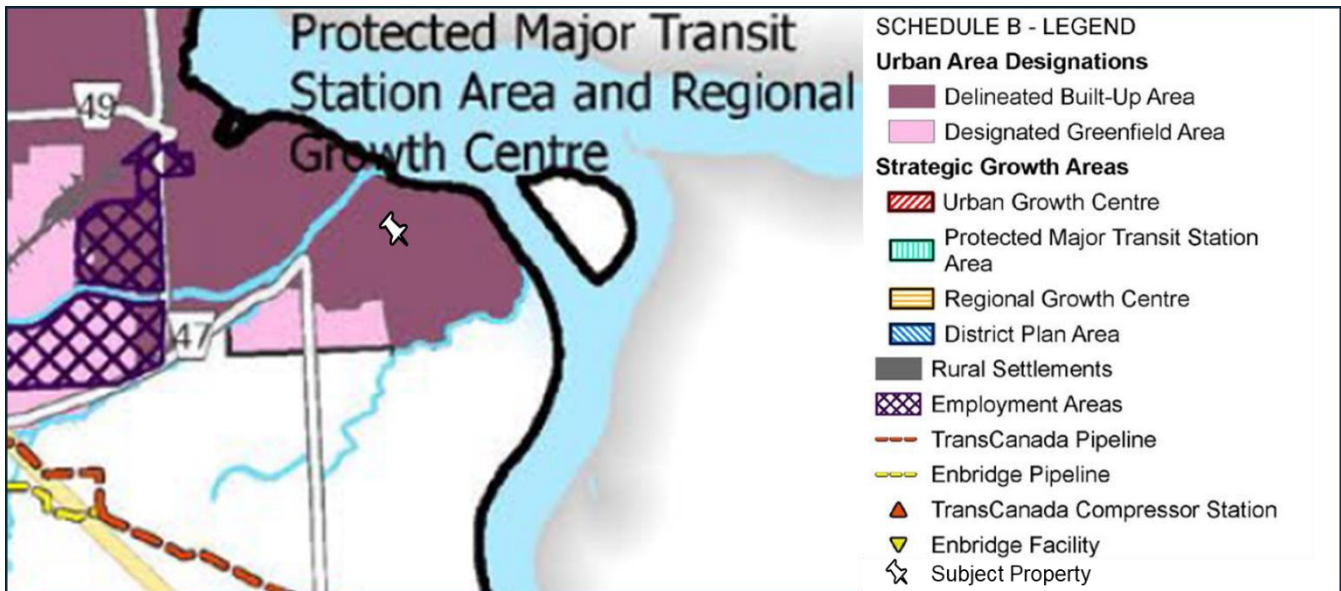 Protected Major Transit
Station Area and Regional
Growth Centre
49
47
SCHEDULE B - LEGEND
Urban Area Designations
Delineated Built-Up Area
Designated Greenfield Area
Strategic Growth Areas
Urban Growth Centre
Protected Major Transit Station
Area
Regional Growth Centre
District Plan Area
Rural Settlements
Employment Areas
TransCanada Pipeline
Enbridge Pipeline
TransCanada Compressor Station
Enbridge Facility
Subject Property